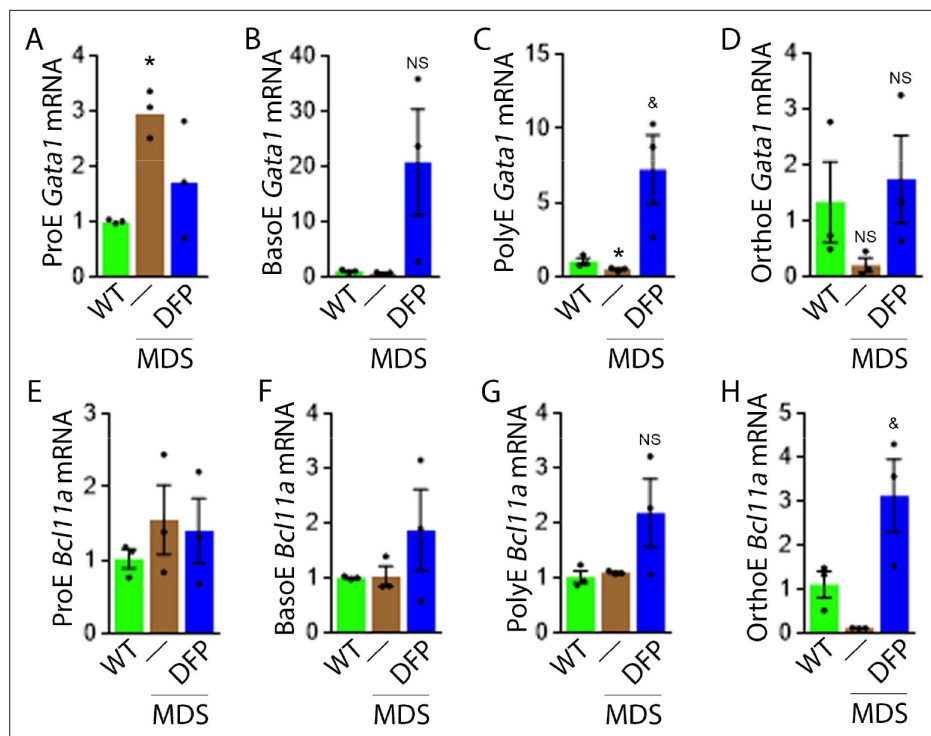 A
ProE Gata1 mRNA
4
3
2
1
0
*
WT
—
DFP
MDS
B
BasoE Gata1 mRNA
40
30
20
10
0
NS
WT
—
DFP
MDS
C
PolyE Gata1 mRNA
15
10
5
0
*
&
WT
—
DFP
MDS
D
OrthoE Gata1 mRNA
4
3
2
1
0
NS
NS
WT
—
DFP
MDS
E
ProE Bcl11a mRNA
3
2
1
0
WT
—
DFP
MDS
F
BasoE Bcl11a mRNA
4
3
2
1
0
WT
—
DFP
MDS
G
PolyE Bcl11a mRNA
4
3
2
1
0
NS
WT
—
DFP
MDS
H
OrthoE Bcl11a mRNA
5
4
3
2
1
0
&
WT
—
DFP
MDS